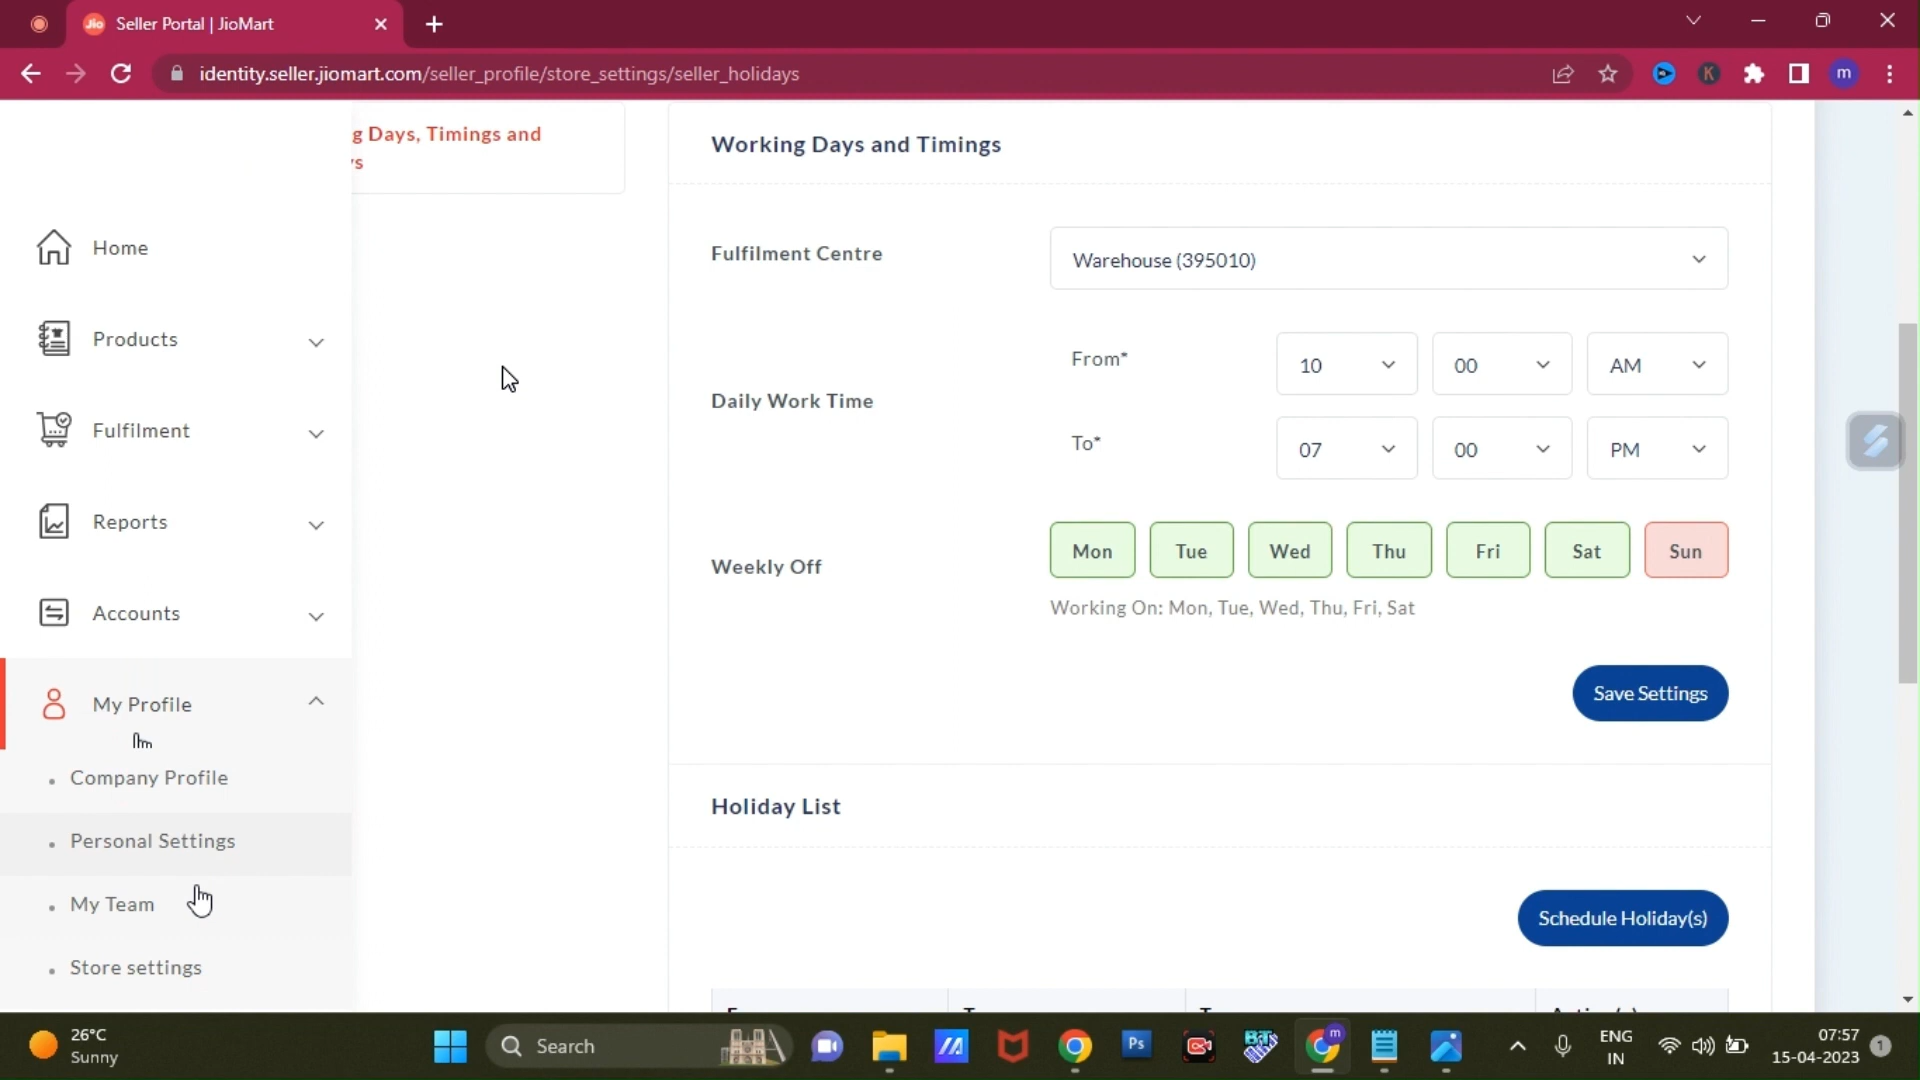 Seller Portal | JioMart
identity.seller.jiomart.com/seller_profile/store_settings/seller_holidays
K
m
g Days, Timings and
's
Home
Products
Fulfilment
Reports
Accounts
My Profile
Company Profile
Personal Settings
My Team
Store settings
Working Days and Timings
Fulfilment Centre
Warehouse (395010)
Daily Work Time
From*
10
00
AM
To*
07
00
PM
Weekly Off
Mon
Tue
Wed
Thu
Fri
Sat
Sun
Working On: Mon, Tue, Wed, Thu, Fri, Sat
Save Settings
Holiday List
Schedule Holiday(s)
26°C
Sunny
Search
Ps
m
ENG
IN
07:57
15-04-2023
1